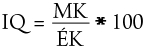 IQ = MK/ÉK * 100